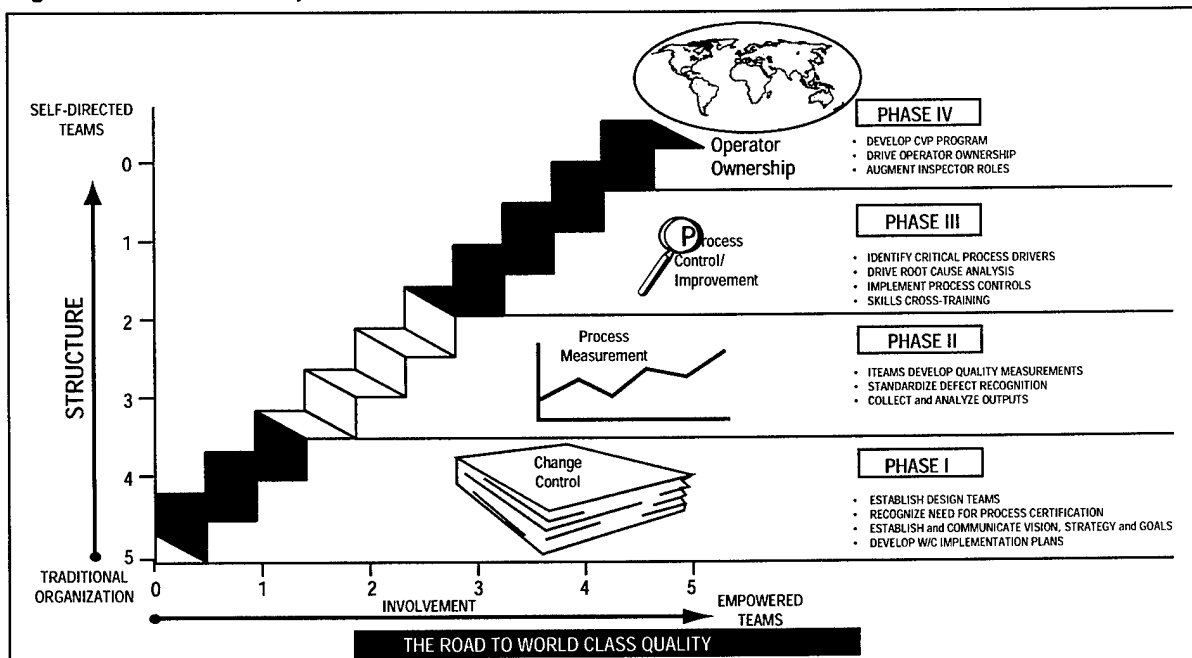 SELF-DIRECTED
TEAMS
0
1
2
3
4
5
STRUCTURE
TRADITIONAL
ORGANIZATION
0
1
2
3
4
5
INVOLVEMENT
EMPOWERED
TEAMS
THE ROAD TO WORLD CLASS QUALITY
Operator
Ownership
PHASE IV
• DEVELOP CVP PROGRAM
• DRIVE OPERATOR OWNERSHIP
• AUGMENT INSPECTOR ROLES
Process
Control/
Improvement
PHASE III
• IDENTIFY CRITICAL PROCESS DRIVERS
• DRIVE ROOT CAUSE ANALYSIS
• IMPLEMENT PROCESS CONTROLS
• SKILLS CROSS-TRAINING
Process
Measurement
PHASE II
• ITEAMS DEVELOP QUALITY MEASUREMENTS
• STANDARDIZE DEFECT RECOGNITION
• COLLECT and ANALYZE OUTPUTS
Change
Control
PHASE I
• ESTABLISH DESIGN TEAMS
• RECOGNIZE NEED FOR PROCESS CERTIFICATION
• ESTABLISH and COMMUNICATE VISION, STRATEGY and GOALS
• DEVELOP W/C IMPLEMENTATION PLANS